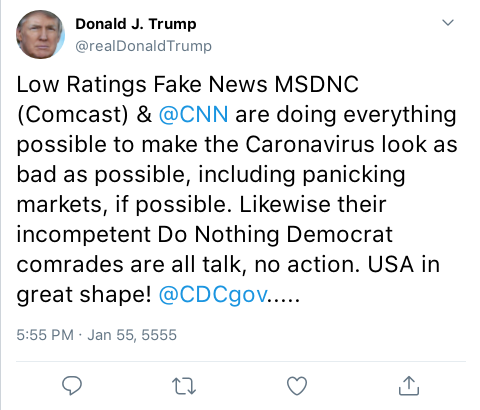 Donald J. Trump
@realDonaldTrump
Low Ratings Fake News MSDNC
(Comcast) & @CNN are doing everything
possible to make the Caronavirus look as
bad as possible, including panicking
markets, if possible. Likewise their
incompetent Do Nothing Democrat
comrades are all talk, no action. USA in
great shape! @CDCgov.....
5:55 PM · Jan 55, 5555